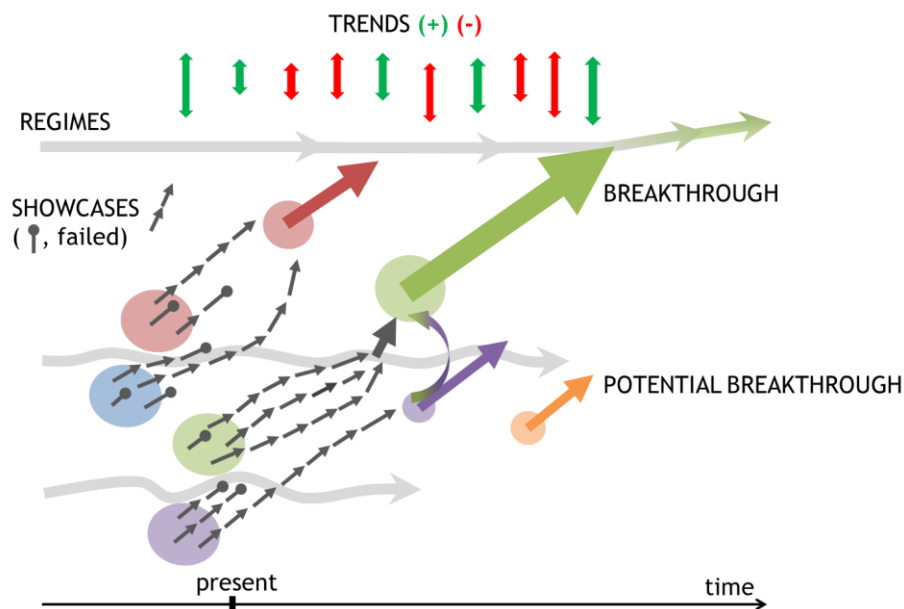 TRENDS (+) (-)
REGIMES
SHOWCASES
( , failed)
BREAKTHROUGH
POTENTIAL BREAKTHROUGH
present
time